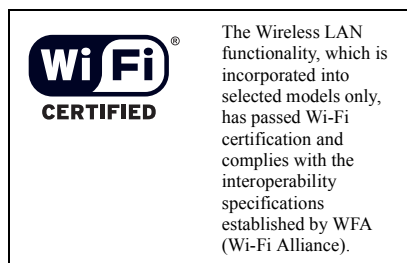 Wi Fi ®
CERTIFIED
The Wireless LAN
functionality, which is
incorporated into
selected models only,
has passed Wi-Fi
certification and
complies with the
interoperability
specifications
established by WFA
(Wi-Fi Alliance).